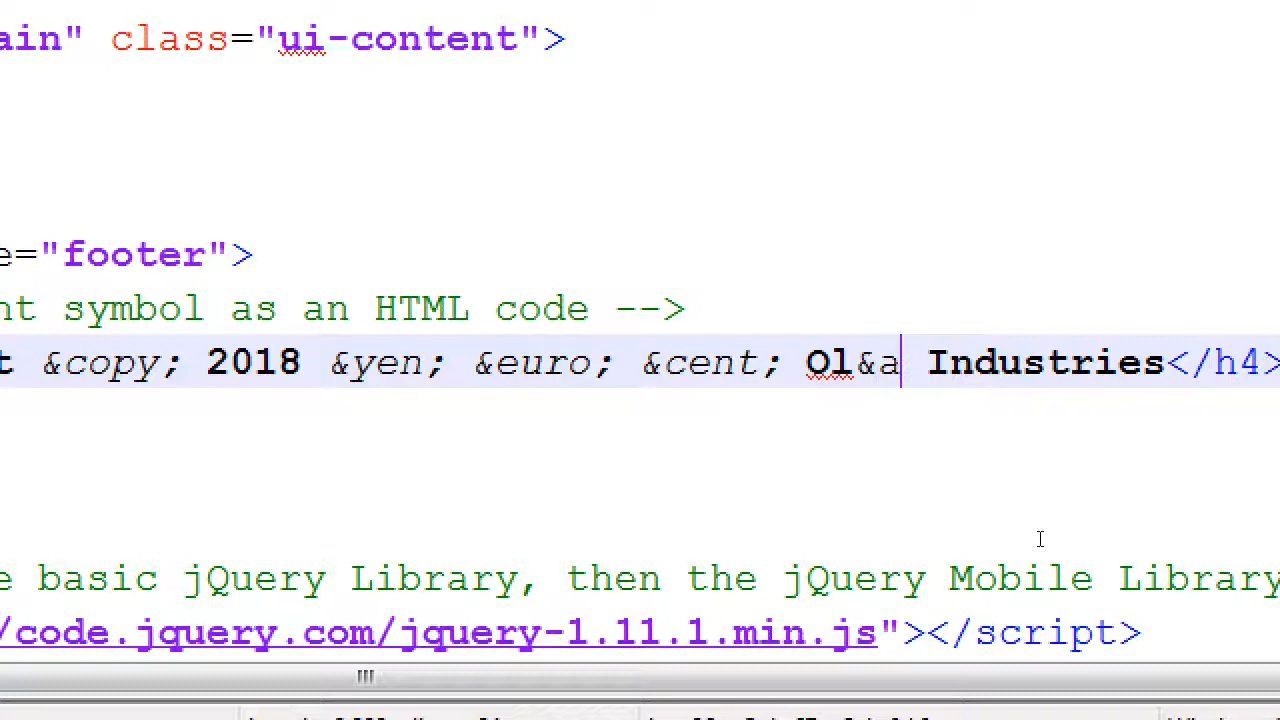 ain" class="ui-content">
e="footer">
nt symbol as an HTML code -->
t &copy; 2018 &yen; &euro; &cent; Ol&a Industries</h4>
e basic jQuery Library, then the jQuery Mobile Library
/code.jquery.com/jquery-1.11.1.min.js"></script>